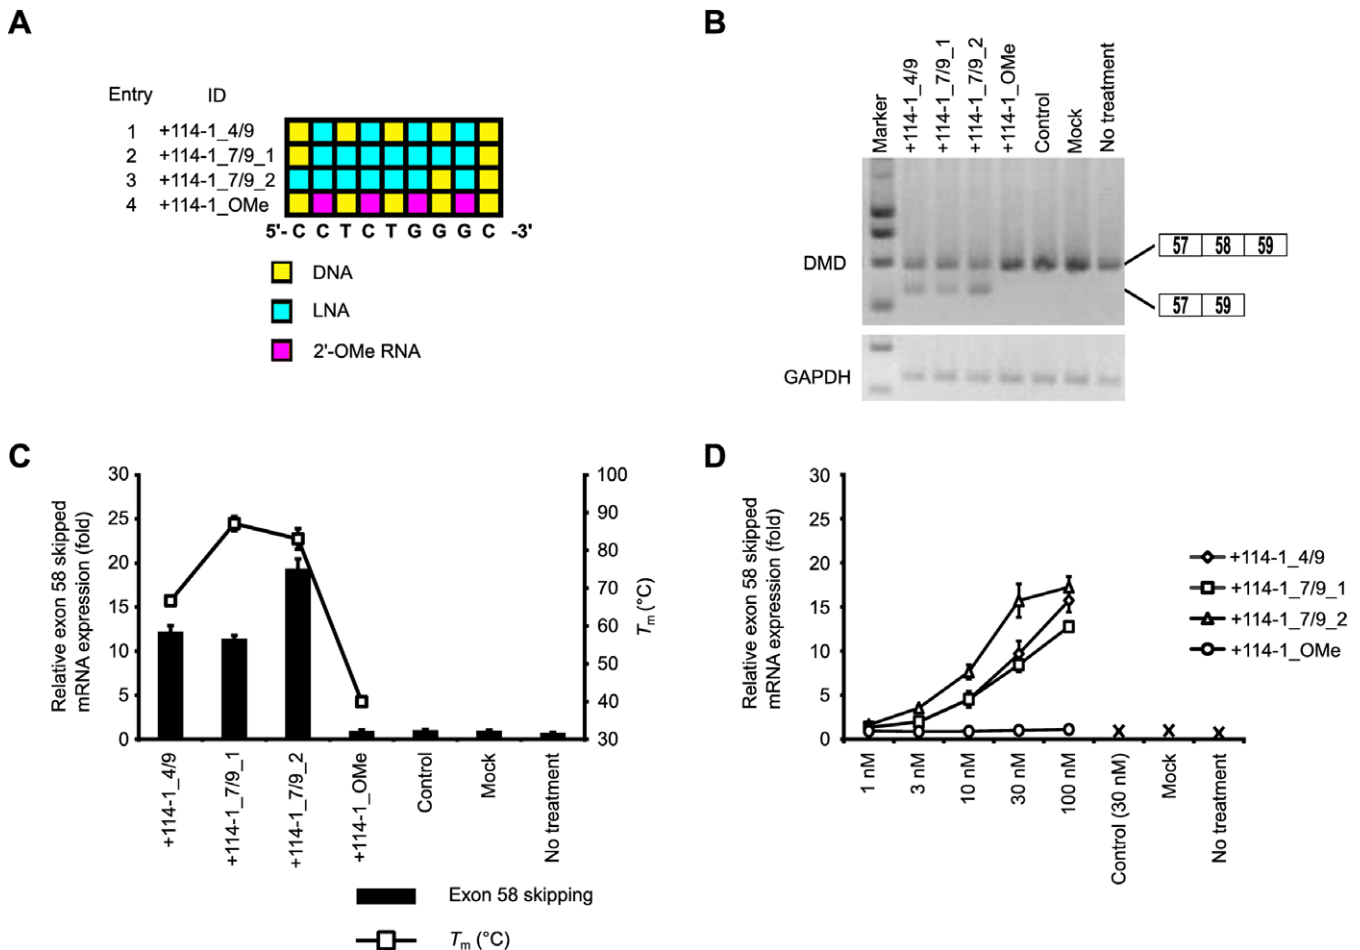 A
Entry ID
1 +114-1_4/9
2 +114-1_7/9_1
3 +114-1_7/9_2
4 +114-1_OMe
5'- C C T C T G G G C -3'
DNA
LNA
2'-OMe RNA
B
Marker
+114-1_4/9
+114-1_7/9_1
+114-1_7/9_2
+114-1_OMe
Control
Mock
No treatment
DMD
57 58 59
57 59
GAPDH
C
Relative exon 58 skipped
mRNA expression (fold)
30
25
20
15
10
5
0
100
90
80
70
60
50
40
30
Tm (°C)
+114-1_4/9
+114-1_7/9_1
+114-1_7/9_2
+114-1_OMe
Control
Mock
No treatment
Exon 58 skipping
Tm (°C)
D
Relative exon 58 skipped
mRNA expression (fold)
30
25
20
15
10
5
0
1 nM
3 nM
10 nM
30 nM
100 nM
Control (30 nM)
Mock
No treatment
+114-1_4/9
+114-1_7/9_1
+114-1_7/9_2
+114-1_OMe